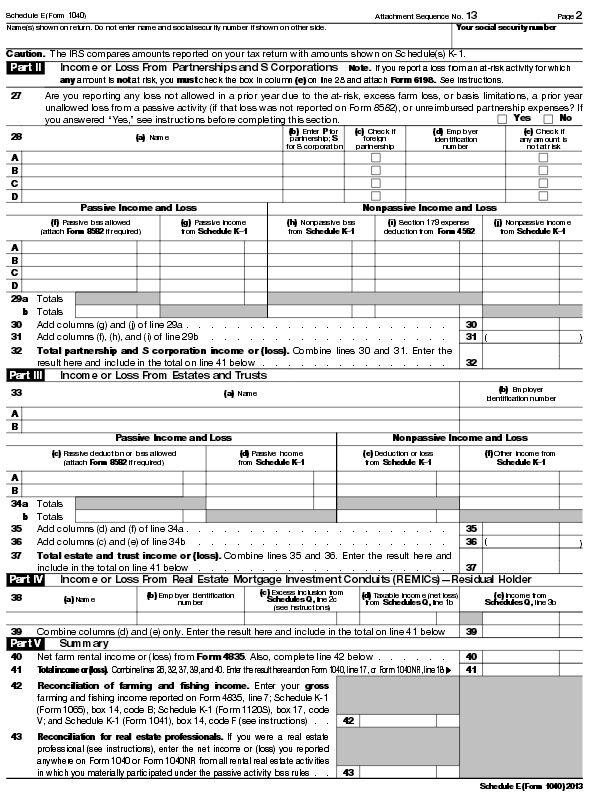 Schedule E (Form 1040) Attachment Sequence No. 13 Page 2
Name(s) shown on return. Do not enter name and social security number if shown on other side. Your social security number
Caution. The IRS compares amounts reported on your tax return with amounts shown on Schedule(s) K-1.
Part II Income or Loss From Partnerships and S Corporations Note. If you report a loss from an at-risk activity for which
any amount is not at risk, you must check the box in column (e) on line 28 and attach Form 6198. See instructions.
27 Are you reporting any loss not allowed in a prior year due to the at-risk, excess farm loss, or basis limitations, a prior year
unallowed loss from a passive activity (if that loss was not reported on Form 8582), or unreimbursed partnership expenses? If
you answered "Yes," see instructions before completing this section. Yes No
28 (a) Name (b) Enter P for partnership; S for S corporation (c) Check if foreign partnership (d) Employer identification number (e) Check if any amount is not at risk
A
B
C
D
Passive Income and Loss Nonpassive Income and Loss
(f) Passive loss allowed (attach Form 8582 if required) (g) Passive income from Schedule K–1 (h) Nonpassive loss from Schedule K–1 (i) Section 179 expense deduction from Form 4562 (j) Nonpassive income from Schedule K–1
A
B
C
D
29a Totals
b Totals
30 Add columns (g) and (j) of line 29a . . . . . . . . . . . . . . . . . . . . 30
31 Add columns (f), (h), and (i) of line 29b . . . . . . . . . . . . . . . . . . . 31 ( )
32 Total partnership and S corporation income or (loss). Combine lines 30 and 31. Enter the
result here and include in the total on line 41 below . . . . . . . . . . . . . . . 32
Part III Income or Loss From Estates and Trusts
33 (a) Name (b) Employer identification number
A
B
Passive Income and Loss Nonpassive Income and Loss
(c) Passive deduction or loss allowed (attach Form 8582 if required) (d) Passive income from Schedule K–1 (e) Deduction or loss from Schedule K–1 (f) Other income from Schedule K–1
A
B
34a Totals
b Totals
35 Add columns (d) and (f) of line 34a . . . . . . . . . . . . . . . . . . . . 35
36 Add columns (c) and (e) of line 34b . . . . . . . . . . . . . . . . . . . . 36 ( )
37 Total estate and trust income or (loss). Combine lines 35 and 36. Enter the result here and
include in the total on line 41 below . . . . . . . . . . . . . . . . . . . . 37
Part IV Income or Loss From Real Estate Mortgage Investment Conduits (REMICs)—Residual Holder
38 (a) Name (b) Employer identification number (c) Excess inclusion from Schedules Q, line 2c (see instructions) (d) Taxable income (net loss) from Schedules Q, line 1b (e) Income from Schedules Q, line 3b
39 Combine columns (d) and (e) only. Enter the result here and include in the total on line 41 below 39
Part V Summary
40 Net farm rental income or (loss) from Form 4835. Also, complete line 42 below . . . . . . 40
41 Total income or (loss). Combine lines 26, 32, 37, 39, and 40. Enter the result here and on Form 1040, line 17, or Form 1040NR, line 18 ▶ 41
42 Reconciliation of farming and fishing income. Enter your gross
farming and fishing income reported on Form 4835, line 7; Schedule K-1
(Form 1065), box 14, code B; Schedule K-1 (Form 1120S), box 17, code
V; and Schedule K-1 (Form 1041), box 14, code F (see instructions) . . 42
43 Reconciliation for real estate professionals. If you were a real estate
professional (see instructions), enter the net income or (loss) you reported
anywhere on Form 1040 or Form 1040NR from all rental real estate activities
in which you materially participated under the passive activity loss rules . . 43
Schedule E (Form 1040) 2013